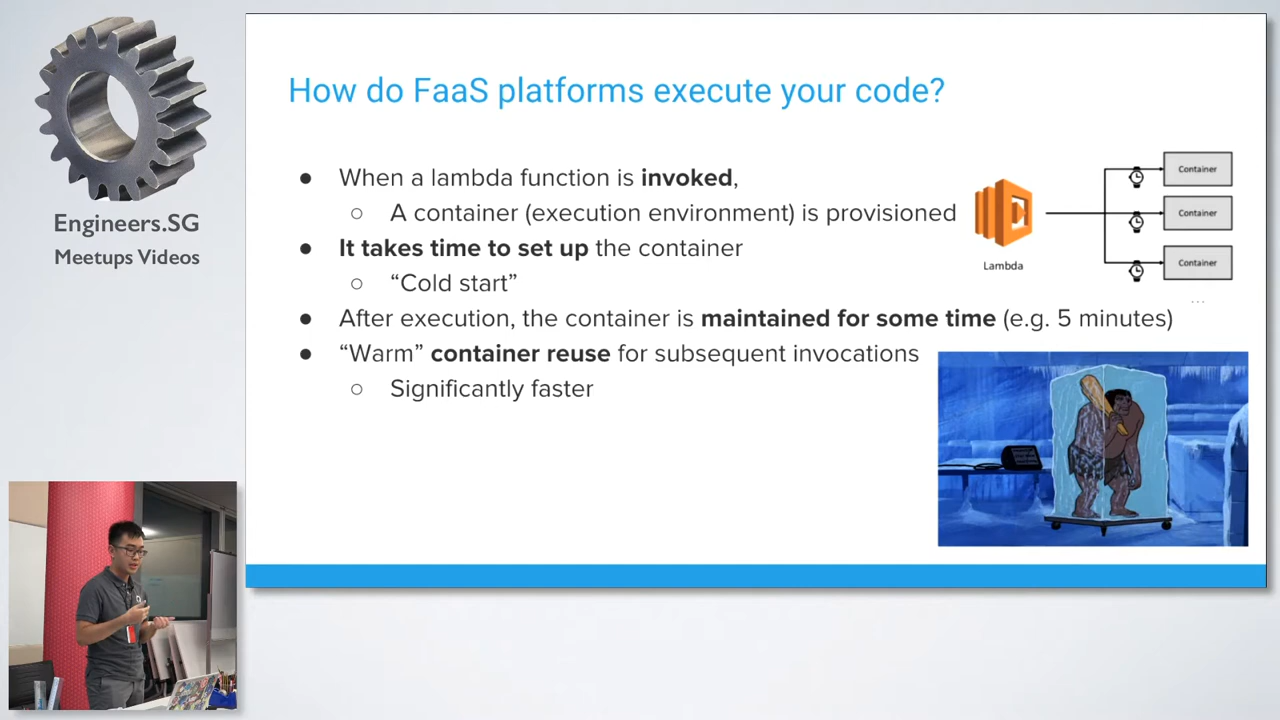 Engineers.SG
Meetups Videos
How do FaaS platforms execute your code?
● When a lambda function is invoked,
○ A container (execution environment) is provisioned
● It takes time to set up the container
○ “Cold start”
● After execution, the container is maintained for some time (e.g. 5 minutes)
● “Warm” container reuse for subsequent invocations
○ Significantly faster
Lambda
Container
Container
Container
...